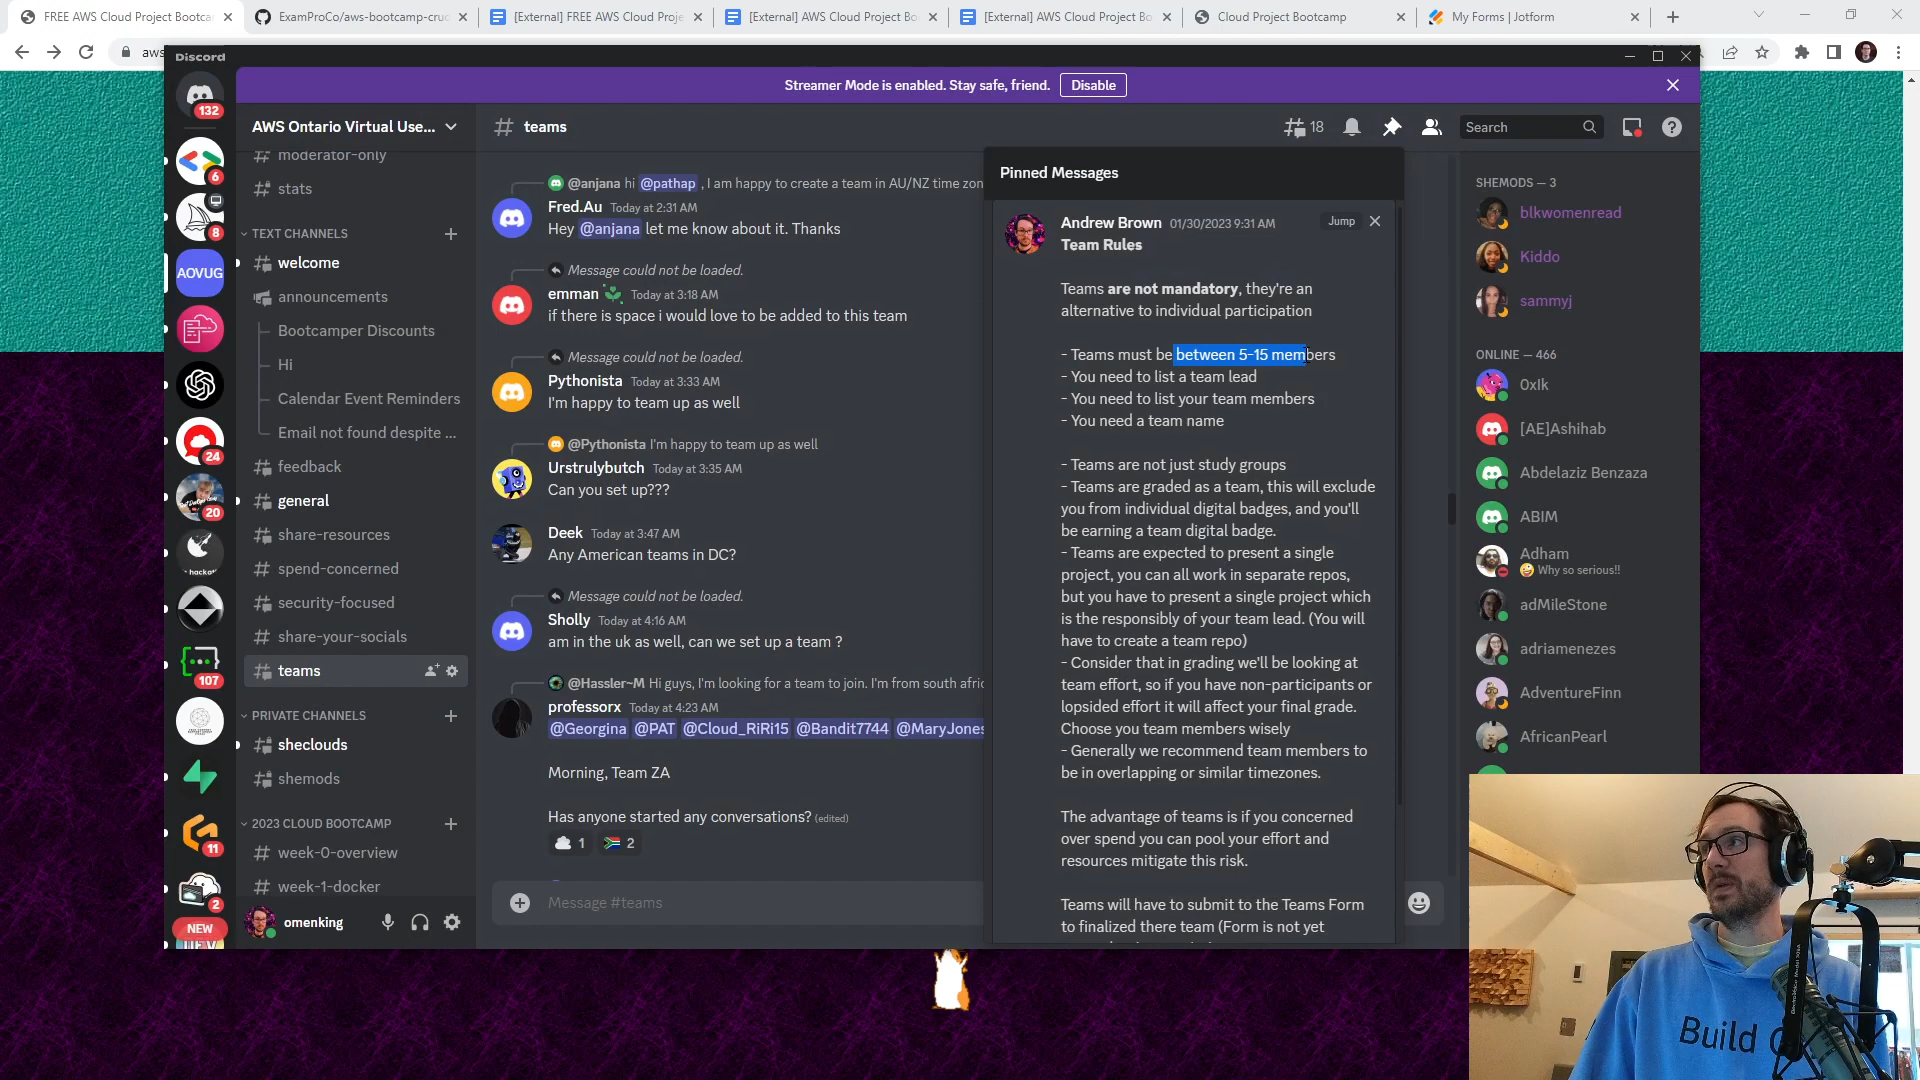 FREE AWS Cloud Project Bootca
ExamProCo/aws-bootcamp-cru
[External] FREE AWS Cloud Proje
[External] AWS Cloud Project Bo
[External] AWS Cloud Project Bo
Cloud Project Bootcamp
My Forms | Jotform
aws
Discord
Streamer Mode is enabled. Stay safe, friend.
Disable
132
6
8
AOVUG
24
20
hackat
107
11
2
NEW
AWS Ontario Virtual Use...
moderator-only
stats
TEXT CHANNELS
welcome
announcements
Bootcamper Discounts
Hi
Calendar Event Reminders
Email not found despite ...
feedback
general
share-resources
spend-concerned
security-focused
share-your-socials
teams
PRIVATE CHANNELS
sheclouds
shemods
2023 CLOUD BOOTCAMP
week-0-overview
week-1-docker
omenking
teams
18
Search
@anjana hi @pathap , I am happy to create a team in AU/NZ time zon
Fred.Au Today at 2:31 AM
Hey @anjana let me know about it. Thanks
Message could not be loaded.
emman Today at 3:18 AM
if there is space i would love to be added to this team
Message could not be loaded.
Pythonista Today at 3:33 AM
I'm happy to team up as well
@Pythonista I'm happy to team up as well
Urstrulybutch Today at 3:35 AM
Can you set up???
Deek Today at 3:47 AM
Any American teams in DC?
Message could not be loaded.
Sholly Today at 4:16 AM
am in the uk as well, can we set up a team ?
@Hassler~M Hi guys, I'm looking for a team to join. I'm from south afric
professorx Today at 4:23 AM
@Georgina @PAT @Cloud_RiRi15 @Bandit7744 @MaryJones
Morning, Team ZA
Has anyone started any conversations? (edited)
1 2
Message #teams
Pinned Messages
Andrew Brown 01/30/2023 9:31 AM
Jump
Team Rules
Teams are not mandatory, they're an
alternative to individual participation
- Teams must be between 5-15 members
- You need to list a team lead
- You need to list your team members
- You need a team name
- Teams are not just study groups
- Teams are graded as a team, this will exclude
you from individual digital badges, and you'll
be earning a team digital badge.
- Teams are expected to present a single
project, you can all work in separate repos,
but you have to present a single project which
is the responsibly of your team lead. (You will
have to create a team repo)
- Consider that in grading we'll be looking at
team effort, so if you have non-participants or
lopsided effort it will affect your final grade.
Choose you team members wisely
- Generally we recommend team members to
be in overlapping or similar timezones.
The advantage of teams is if you concerned
over spend you can pool your effort and
resources mitigate this risk.
Teams will have to submit to the Teams Form
to finalized there team (Form is not yet
SHEMODS — 3
blkwomenread
Kiddo
sammyj
ONLINE — 466
0xIk
[AE]Ashihab
Abdelaziz Benzaza
ABIM
Adham
Why so serious!!
adMileStone
adriamenezes
AdventureFinn
AfricanPearl
Build